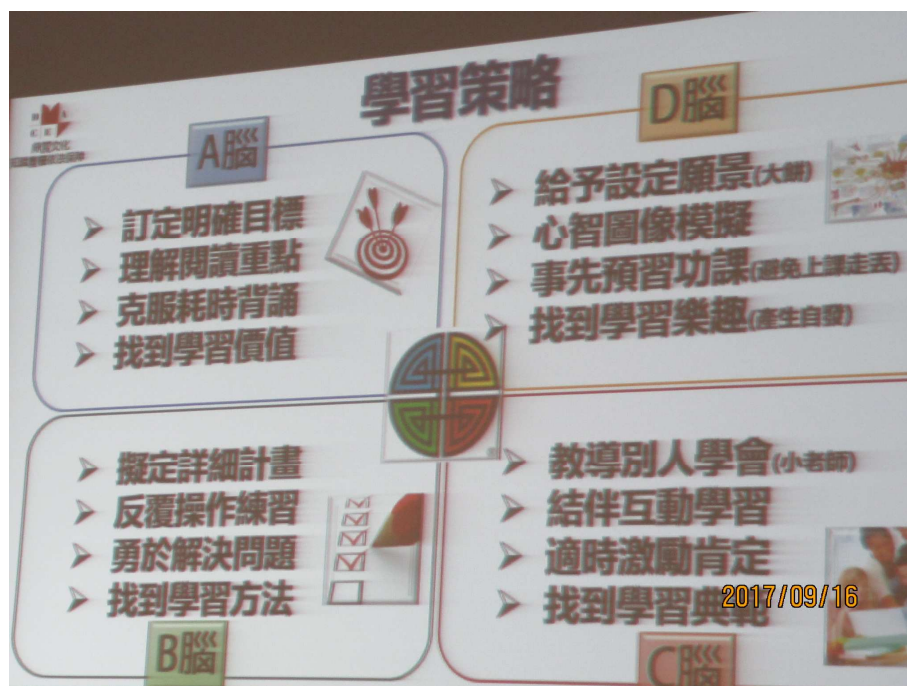 學習策略
A腦
訂定明確目標
理解閱讀重點
克服耗時背誦
找到學習價值
D腦
給予設定願景(大餅)
心智圖像模擬
事先預習功課(避免上課走丟)
找到學習樂趣(產生自發)
擬定詳細計畫
反覆操作練習
勇於解決問題
找到學習方法
B腦
教導別人學會(小老師)
結伴互動學習
適時激勵肯定
找到學習典範
C腦
2017/09/16